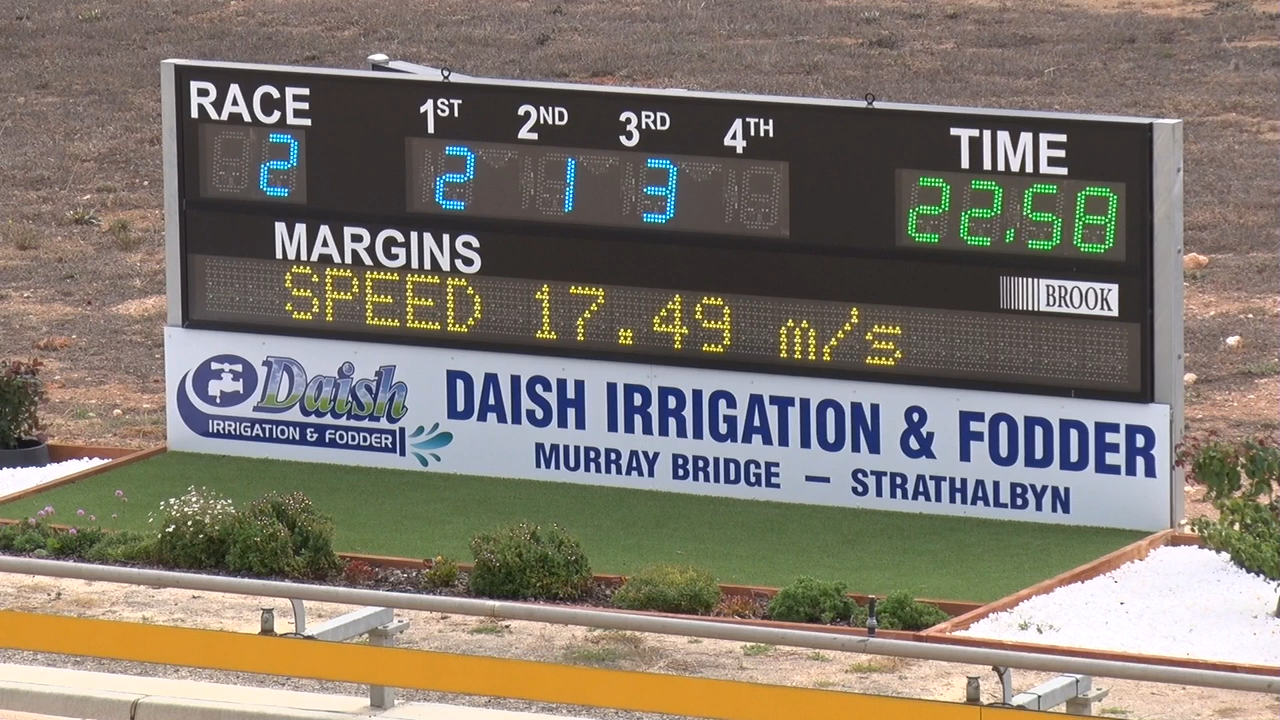 RACE 1ST 2ND 3RD 4TH TIME
2 2 1 3 22.58
MARGINS
BROOK
SPEED 17.49 m/s
Daish
IRRIGATION & FODDER
DAISH IRRIGATION & FODDER
MURRAY BRIDGE — STRATHALBYN